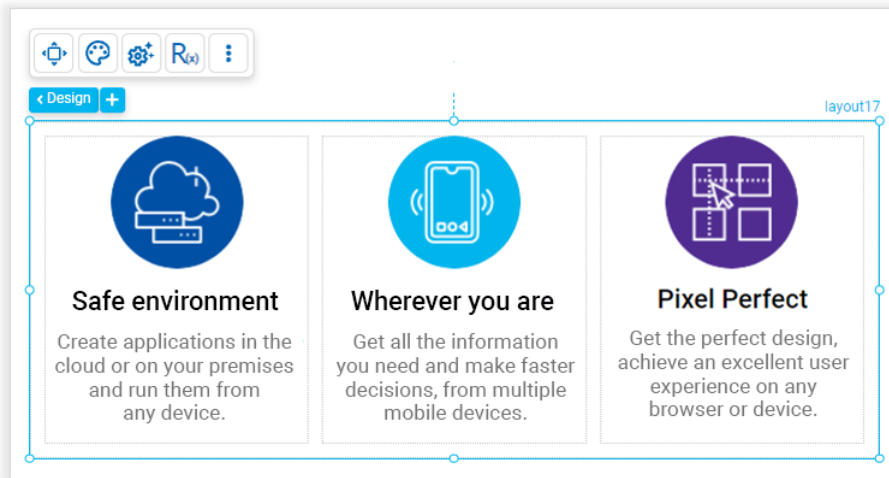 R(x)
Design
layout17
Safe environment
Create applications in the
cloud or on your premises
and run them from
any device.
Wherever you are
Get all the information
you need and make faster
decisions, from multiple
mobile devices.
Pixel Perfect
Get the perfect design,
achieve an excellent user
experience on any
browser or device.